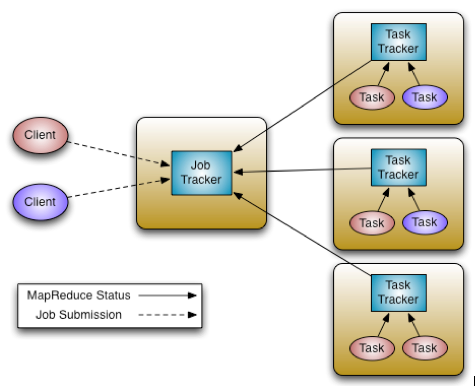 Client
Client
Job
Tracker
Task
Tracker
Task
Task
Task
Tracker
Task
Task
Task
Tracker
Task
Task
MapReduce Status
Job Submission